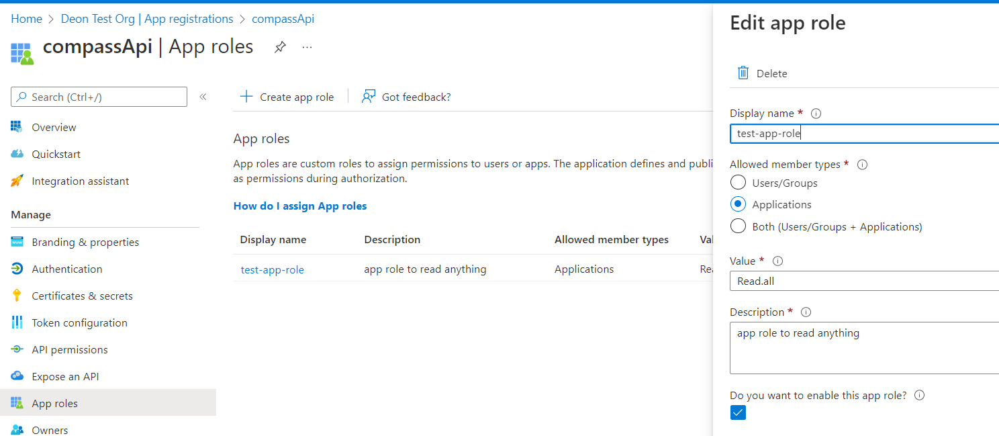 Home > Deon Test Org | App registrations > compassApi
compassApi | App roles ...
Search (Ctrl+/) «
Overview
Quickstart
Integration assistant
Manage
Branding & properties
Authentication
Certificates & secrets
Token configuration
API permissions
Expose an API
App roles
Owners
+ Create app role
Got feedback?
App roles
App roles are custom roles to assign permissions to users or apps. The application defines and publi
as permissions during authorization.
How do I assign App roles
Display name Description Allowed member types Val
test-app-role app role to read anything Applications Rea
Edit app role
Delete
Display name *
test-app-role
Allowed member types *
Users/Groups
Applications
Both (Users/Groups + Applications)
Value *
Read.all
Description *
app role to read anything
Do you want to enable this app role?